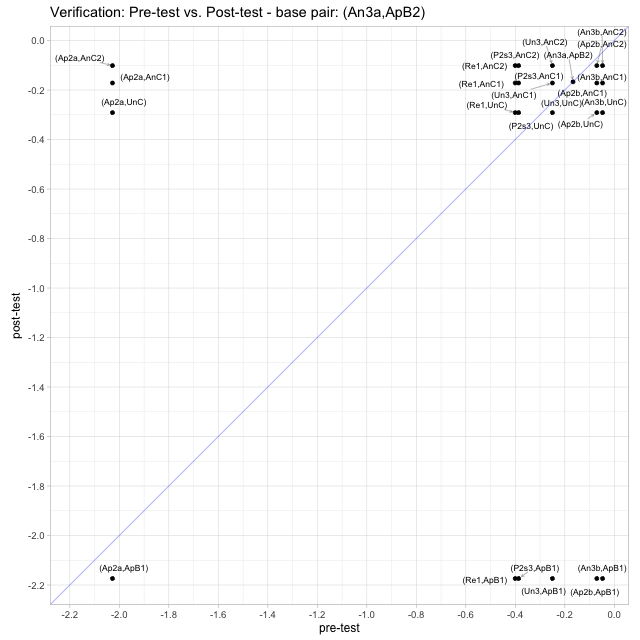 Verification: Pre-test vs. Post-test - base pair: (An3a,ApB2)
0.0
(An3b,AnC2)
(Un3,AnC2)
(Ap2b,AnC2)
(Ap2a,AnC2)
(P2s3,AnC2)
(An3a,ApB2)
(Re1,AnC2)
(Ap2a,AnC1)
(P2s3,AnC1)
(An3b,AnC1)
(Re1,AnC1)
-0.2
(Un3,AnC1)
(Ap2b,AnC1)
(Ap2a,UnC)
(Re1,UnC)
(Un3,UnC)
(An3b,UnC)
(P2s3,UnC)
(Ap2b,UnC)
-0.4
-0.6
-0.8
-1.0
-1.2
-1.4
-1.6
-1.8
-2.0
(Ap2a,ApB1)
(P2s3,ApB1)
(An3b,ApB1)
(Re1,ApB1)
-2.2
(Un3,ApB1)
(Ap2b,ApB1)
post-test
-2.2
-2.0
-1.8
-1.6
-1.4
-1.2
-1.0
-0.8
-0.6
-0.4
-0.2
0.0
pre-test